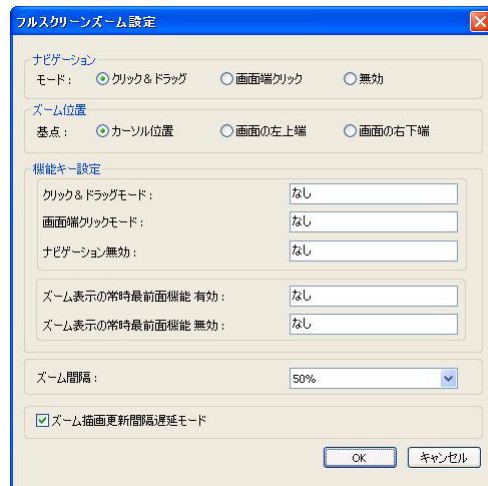 フルスクリーンズーム設定
ナビゲーション
モード： クリック＆ドラッグ 画面端クリック 無効
ズーム位置
基点： カーソル位置 画面の左上端 画面の右下端
機能キー設定
クリック＆ドラッグモード： なし
画面端クリックモード： なし
ナビゲーション無効： なし
ズーム表示の常時最前面機能 有効： なし
ズーム表示の常時最前面機能 無効： なし
ズーム間隔： 50%
ズーム描画更新間隔遅延モード
OK キャンセル